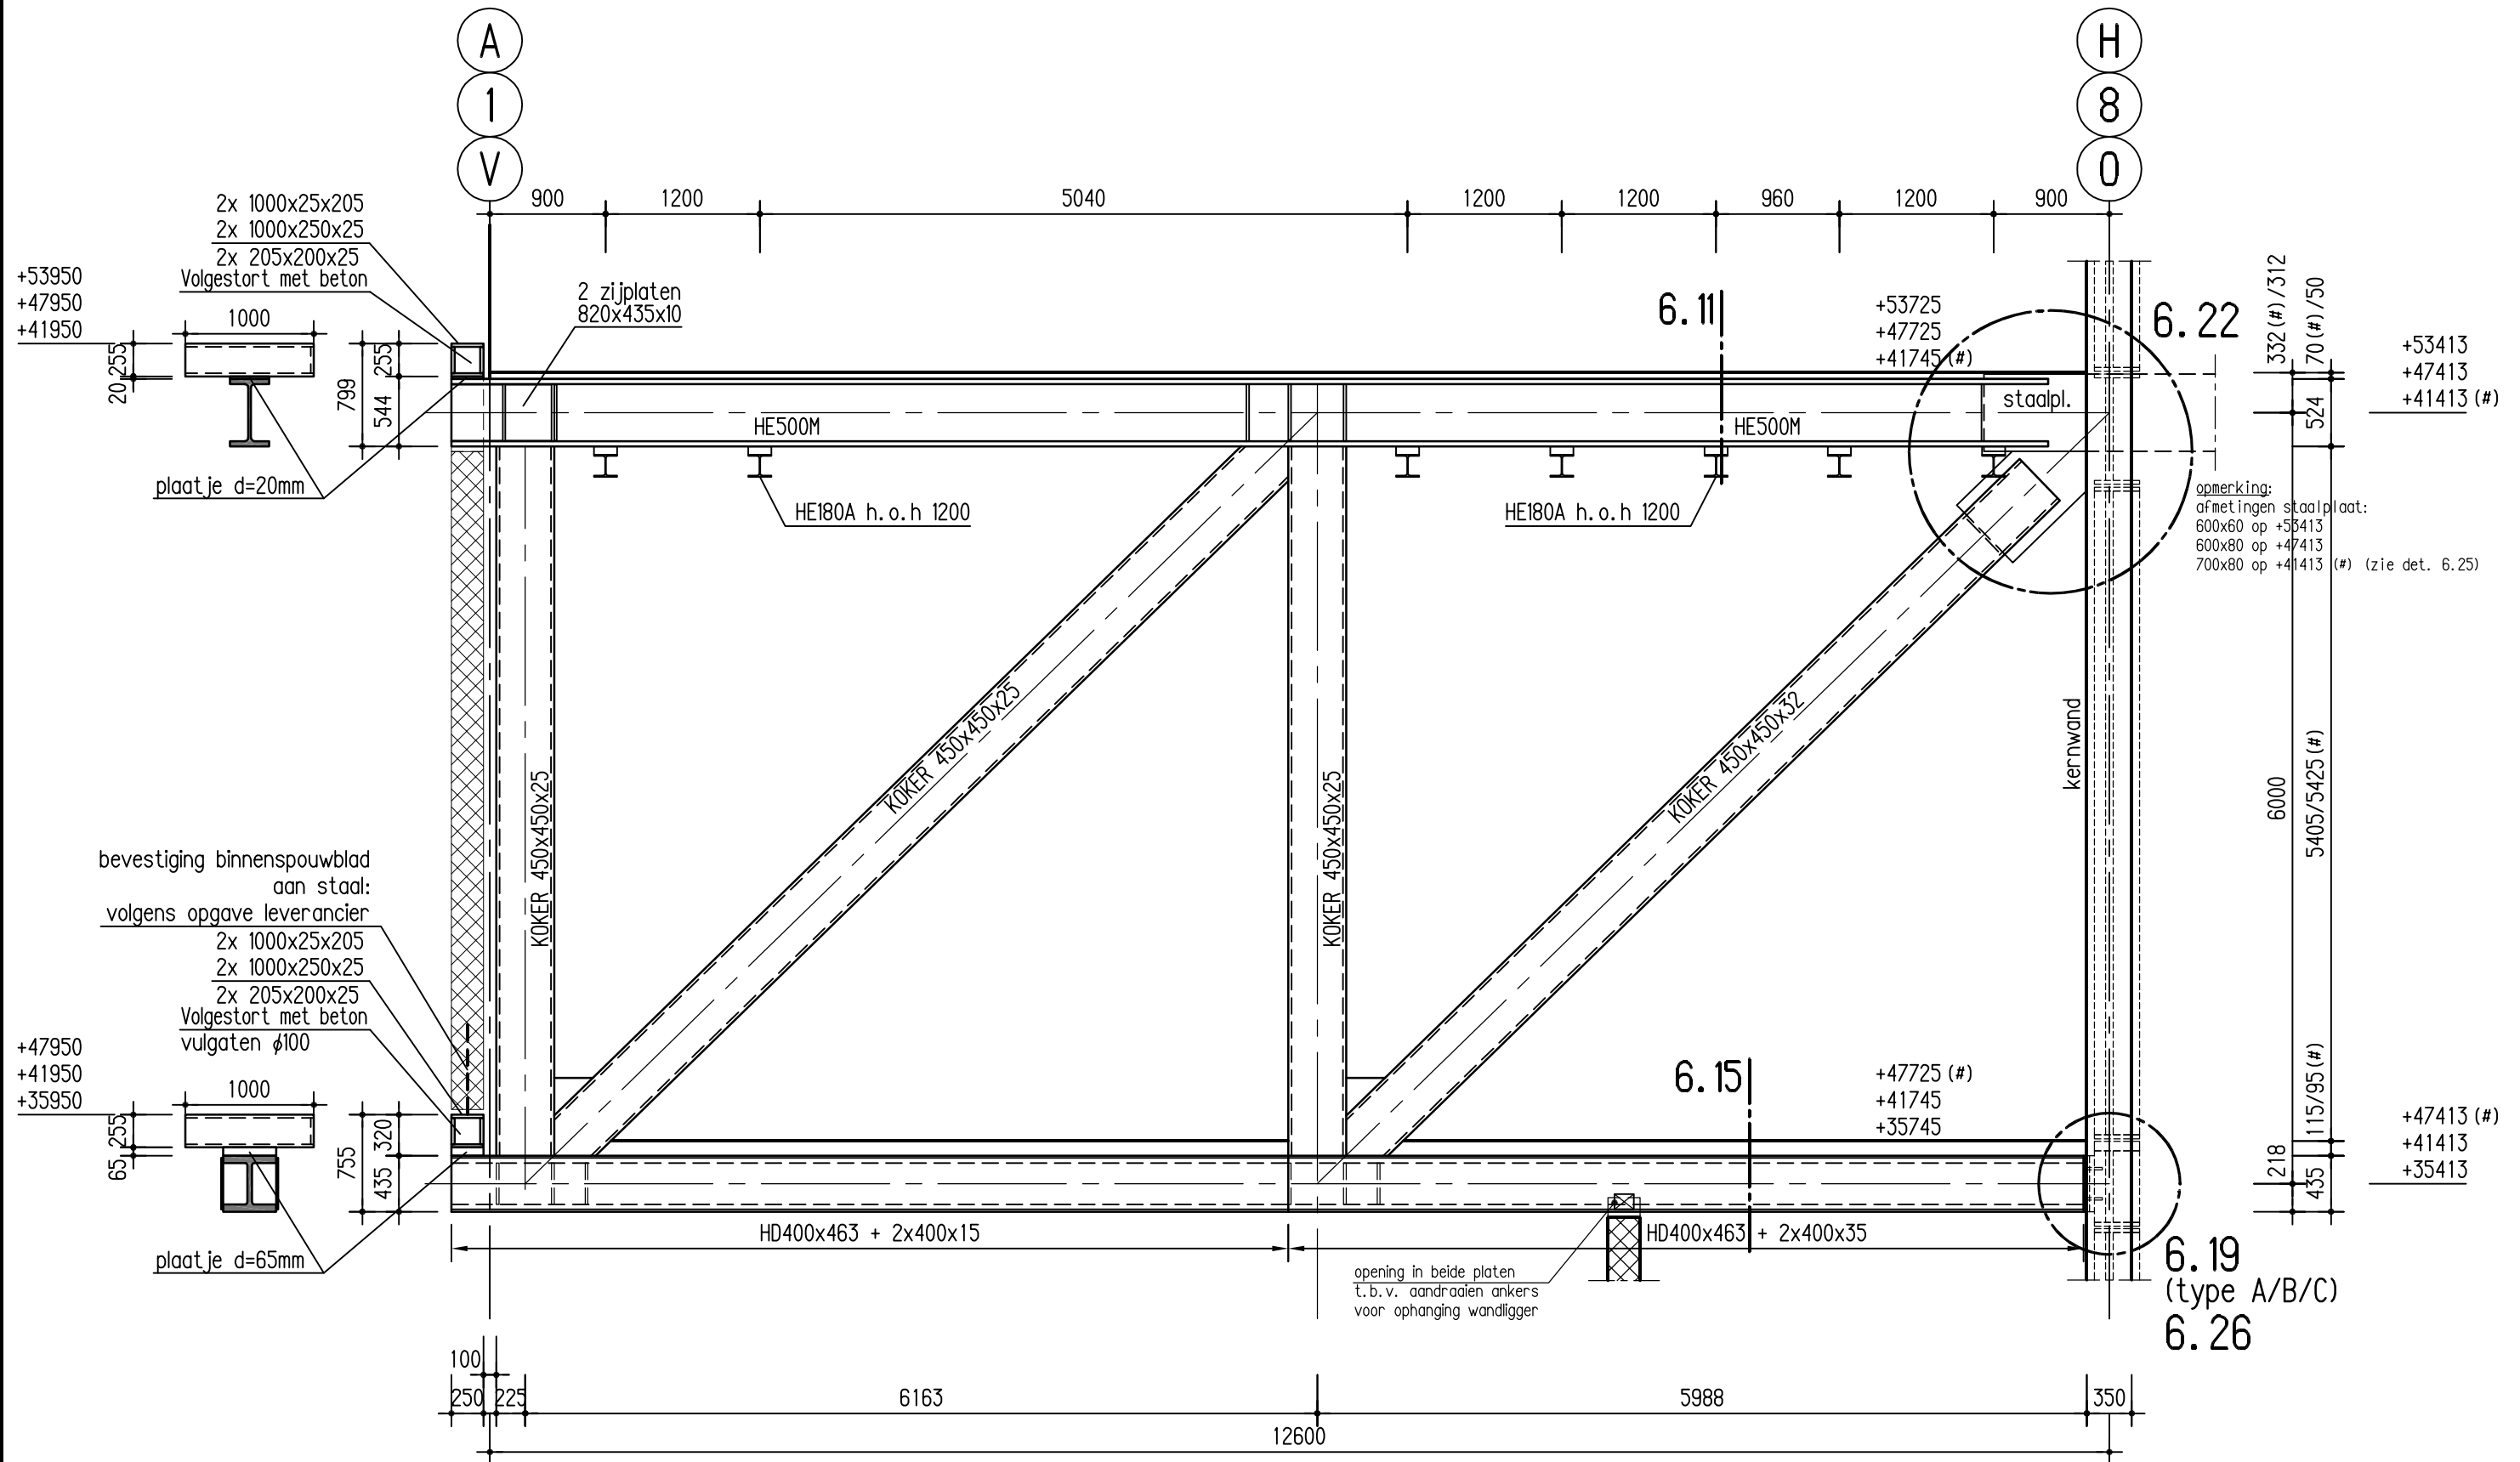 A
1
V
H
8
0
900
1200
5040
1200
1200
960
1200
900
2x 1000x25x205
2x 1000x250x25
2x 205x200x25
Volgestort met beton
+53950
+47950
+41950
1000
255
20
799
255
544
plaatje d=20mm
2 zijplaten
820x435x10
HE500M
HE500M
HE180A h.o.h 1200
HE180A h.o.h 1200
6.11
+53725
+47725
+41745(#)
staalpl.
6.22
332(#)/312
70(#)/50
524
+53413
+47413
+41413(#)
opmerking:
afmetingen staalplaat:
600x60 op +53413
600x80 op +47413
700x80 op +41413 (#) (zie det. 6.25)
KOKER 450x450x25
KOKER 450x450x25
KOKER 450x450x25
KOKER 450x450x32
kernwand
6000
5405/5425(#)
bevestiging binnenspouwblad
aan staal:
volgens opgave leverancier
2x 1000x25x205
2x 1000x250x25
2x 205x200x25
Volgestort met beton
vulgaten ϕ100
+47950
+41950
+35950
1000
255
65
755
320
435
plaatje d=65mm
6.15
+47725(#)
+41745
+35745
115/95(#)
218
435
+47413(#)
+41413
+35413
HD400x463 + 2x400x15
HD400x463 + 2x400x35
opening in beide platen
t.b.v. aandraaien ankers
voor ophanging wandligger
6.19
(type A/B/C)
6.26
100
250
225
6163
5988
350
12600